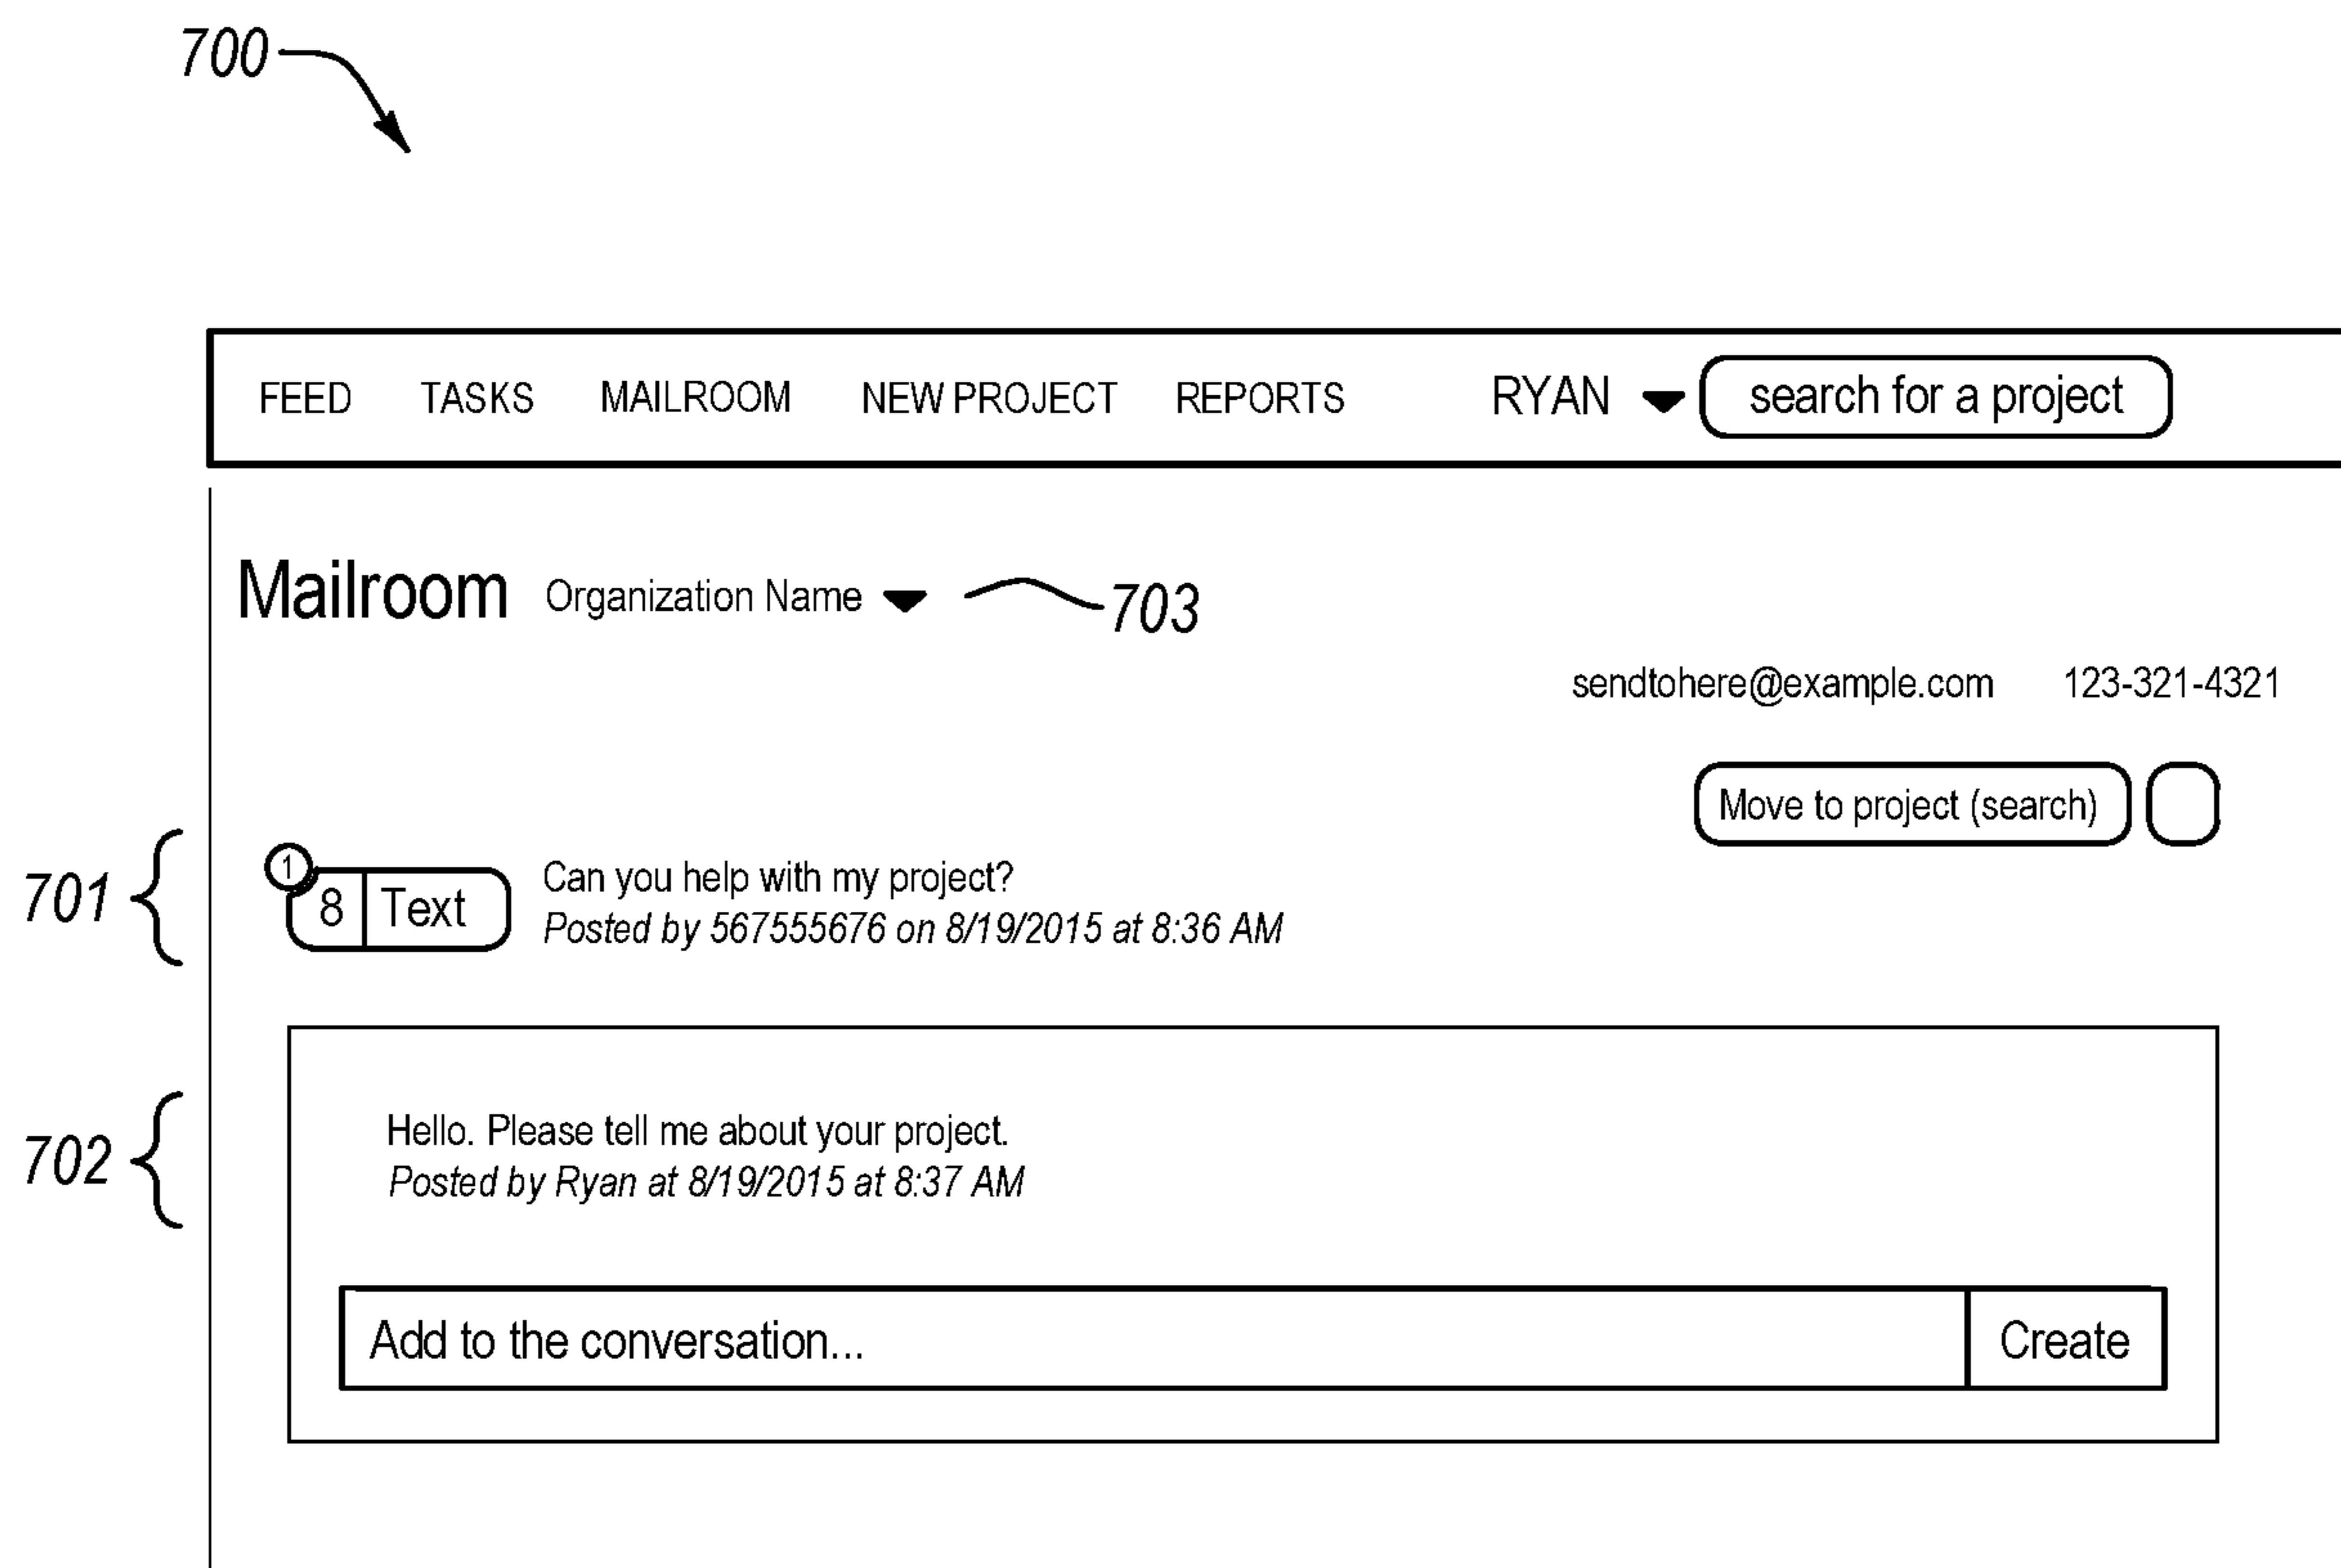 700
FEED TASKS MAILROOM NEW PROJECT REPORTS RYAN search for a project
Mailroom Organization Name 703
sendtohere@example.com 123-321-4321
Move to project (search)
701 1 8 Text Can you help with my project?
Posted by 567555676 on 8/19/2015 at 8:36 AM
702 Hello. Please tell me about your project.
Posted by Ryan at 8/19/2015 at 8:37 AM
Add to the conversation... Create